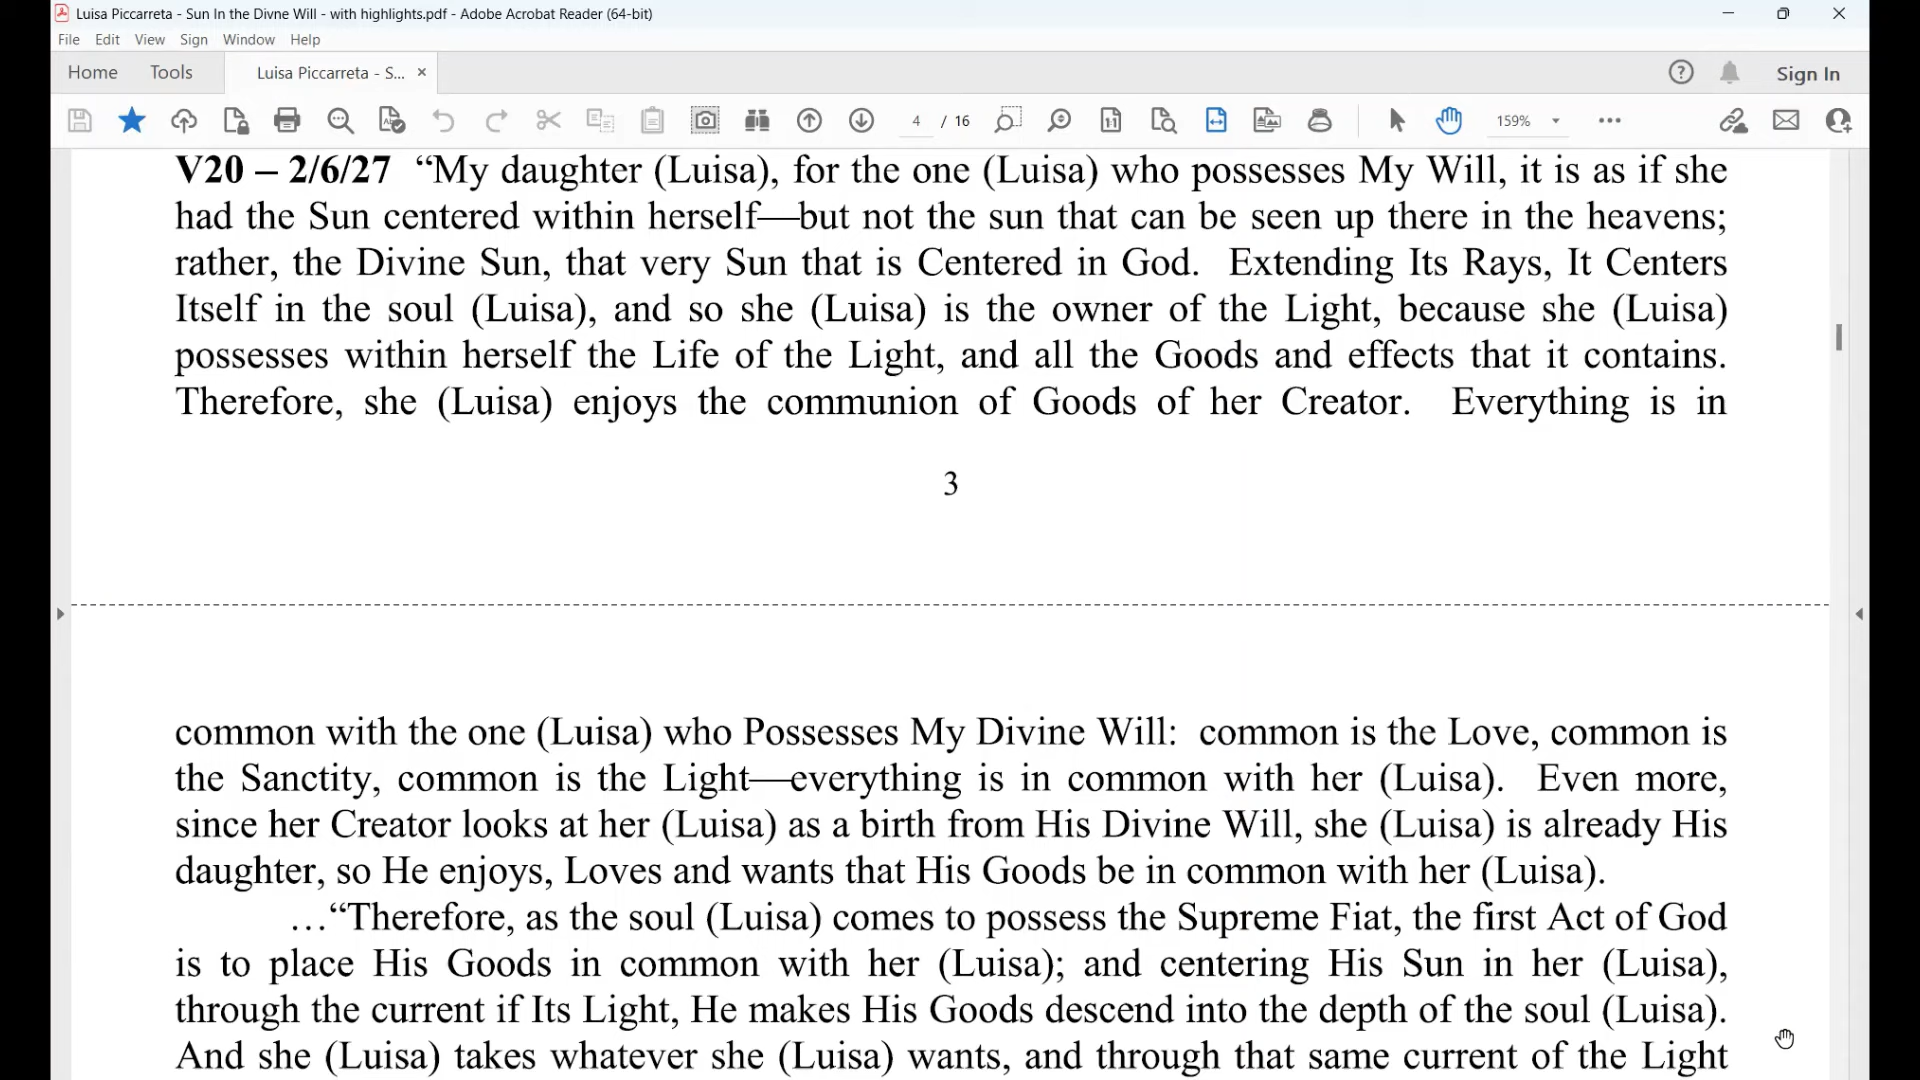 Luisa Piccarreta - Sun In the Divne Will - with highlights.pdf - Adobe Acrobat Reader (64-bit)
File Edit View Sign Window Help
Home Tools Luisa Piccarreta - S... × Sign In
4 / 16 159%
V20 – 2/6/27 “My daughter (Luisa), for the one (Luisa) who possesses My Will, it is as if she
had the Sun centered within herself—but not the sun that can be seen up there in the heavens;
rather, the Divine Sun, that very Sun that is Centered in God. Extending Its Rays, It Centers
Itself in the soul (Luisa), and so she (Luisa) is the owner of the Light, because she (Luisa)
possesses within herself the Life of the Light, and all the Goods and effects that it contains.
Therefore, she (Luisa) enjoys the communion of Goods of her Creator. Everything is in
3
common with the one (Luisa) who Possesses My Divine Will: common is the Love, common is
the Sanctity, common is the Light—everything is in common with her (Luisa). Even more,
since her Creator looks at her (Luisa) as a birth from His Divine Will, she (Luisa) is already His
daughter, so He enjoys, Loves and wants that His Goods be in common with her (Luisa).
…“Therefore, as the soul (Luisa) comes to possess the Supreme Fiat, the first Act of God
is to place His Goods in common with her (Luisa); and centering His Sun in her (Luisa),
through the current if Its Light, He makes His Goods descend into the depth of the soul (Luisa).
And she (Luisa) takes whatever she (Luisa) wants, and through that same current of the Light